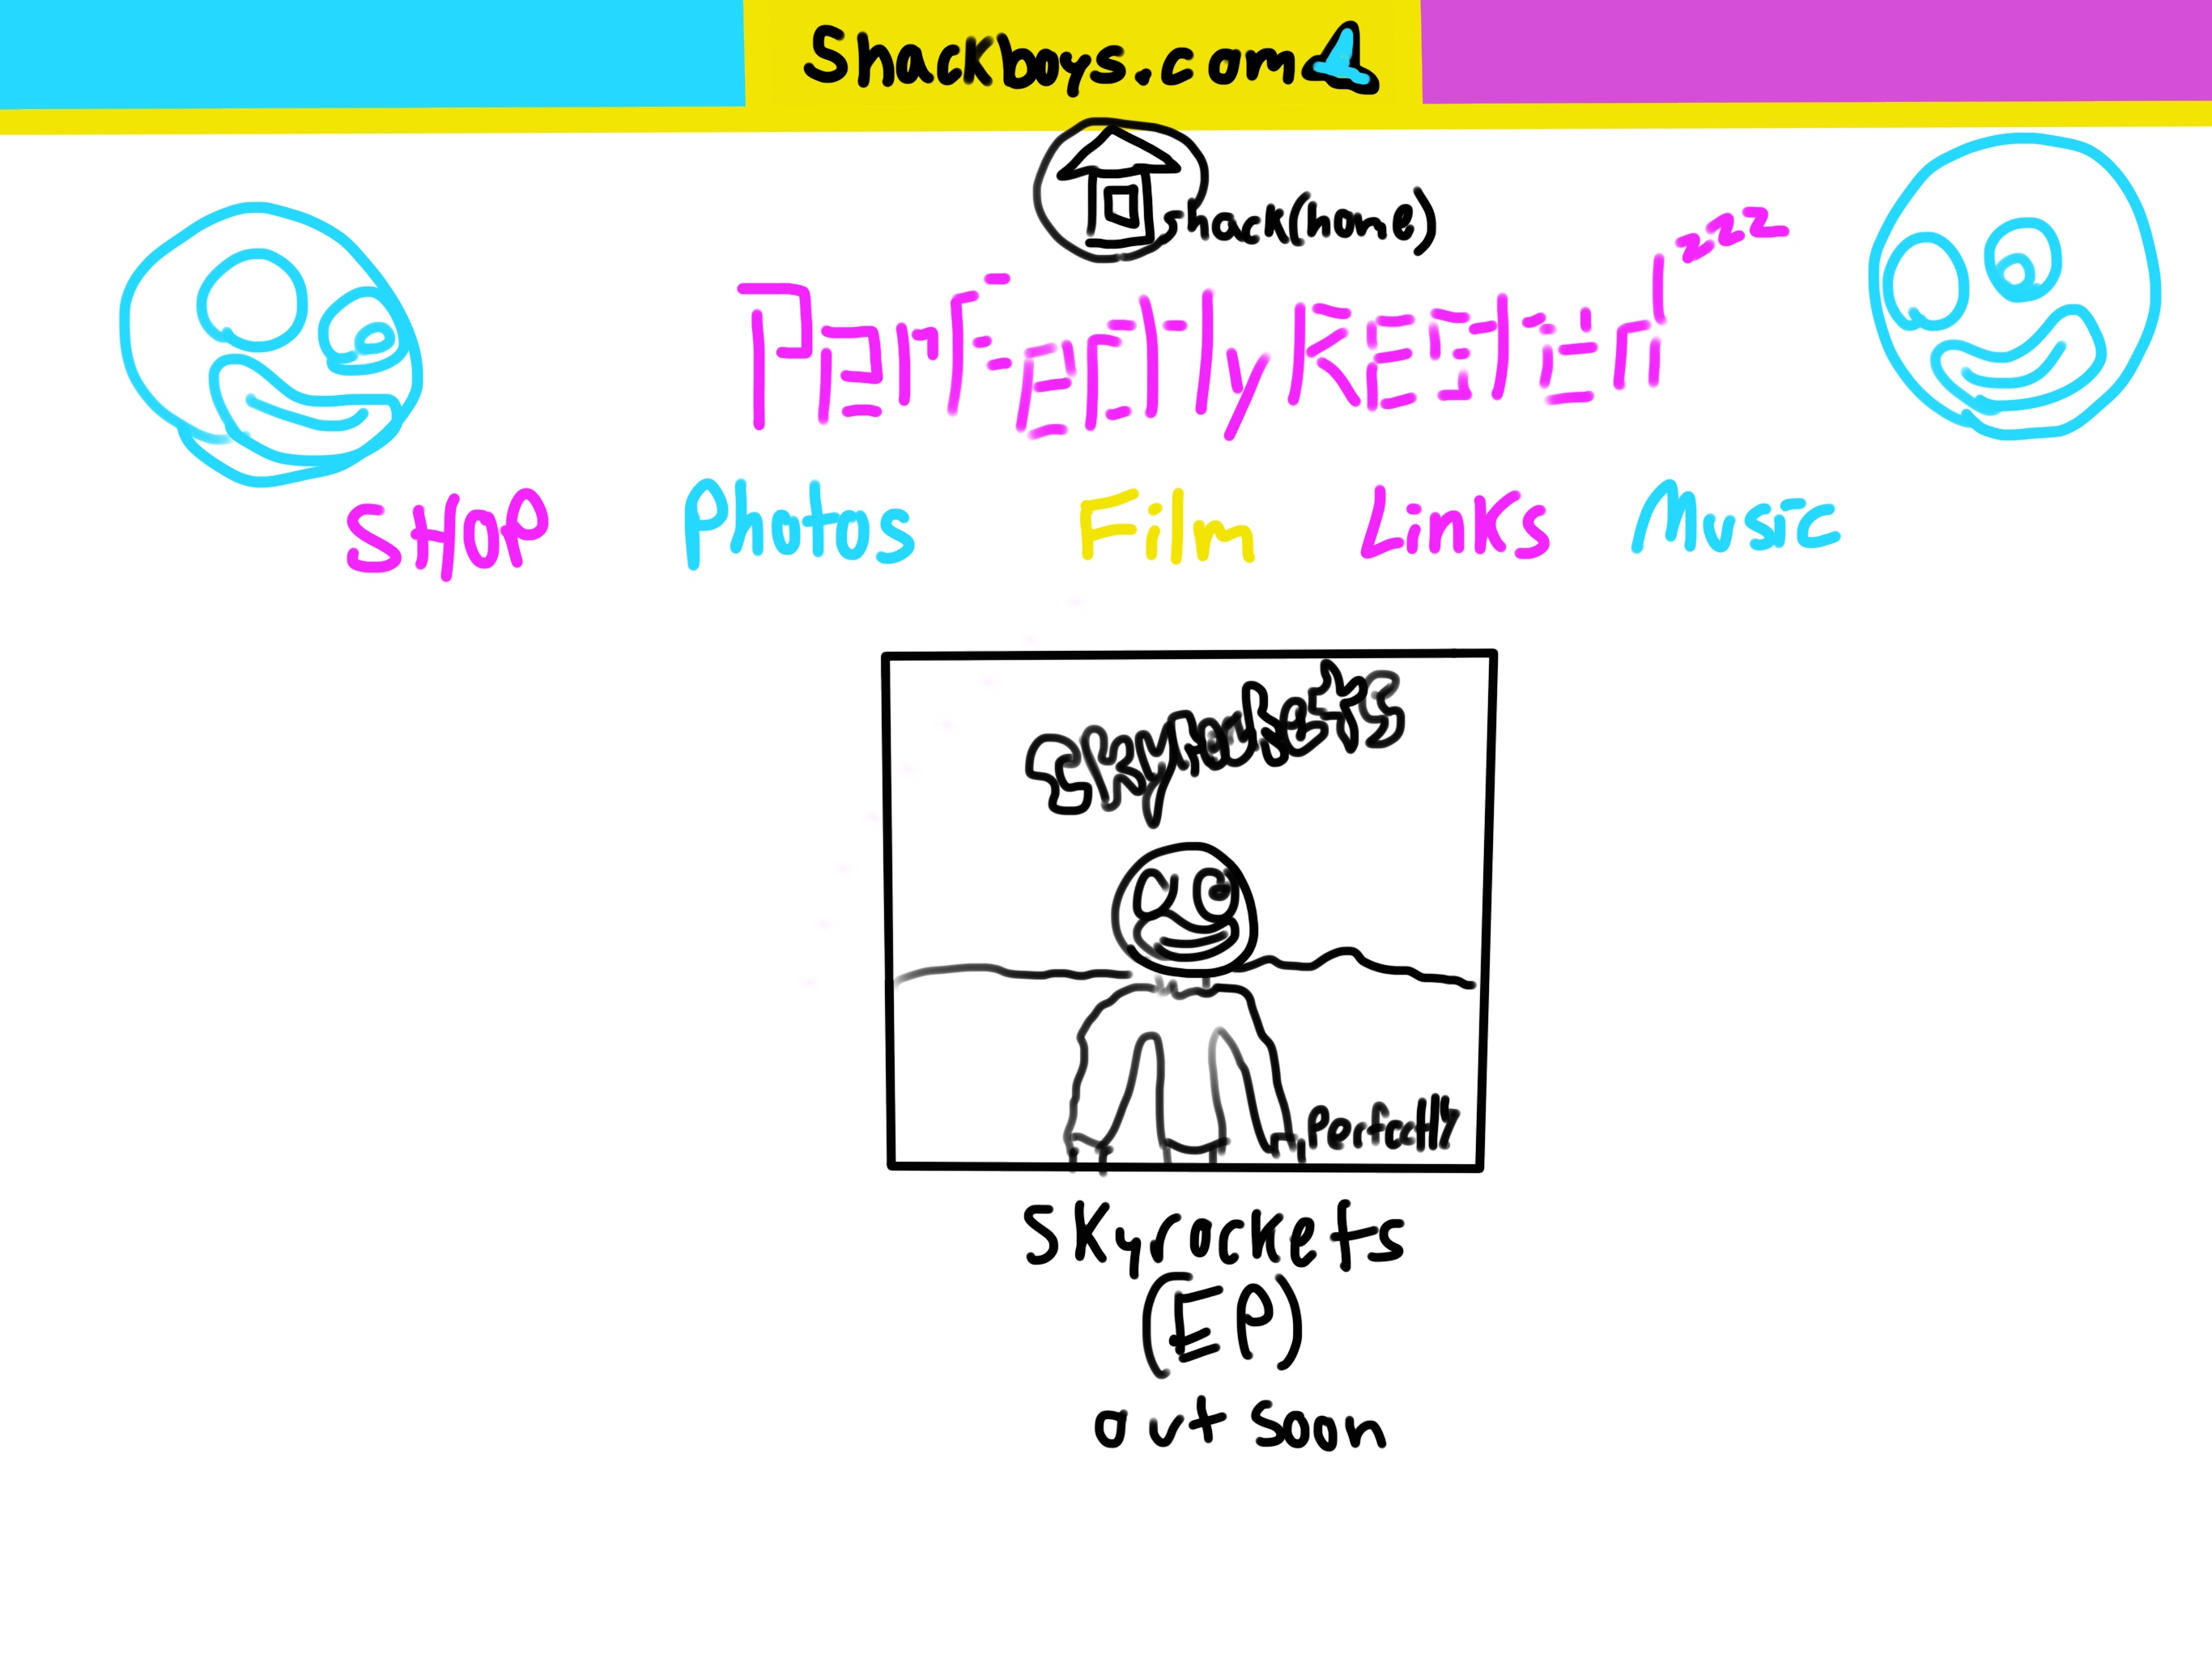 Shackboys.com
shack(home)
PerfectlyRESted zzz
SHOP Photos Film Links Music
Skyrockets
Perfectly
Skyrockets
(EP)
out soon